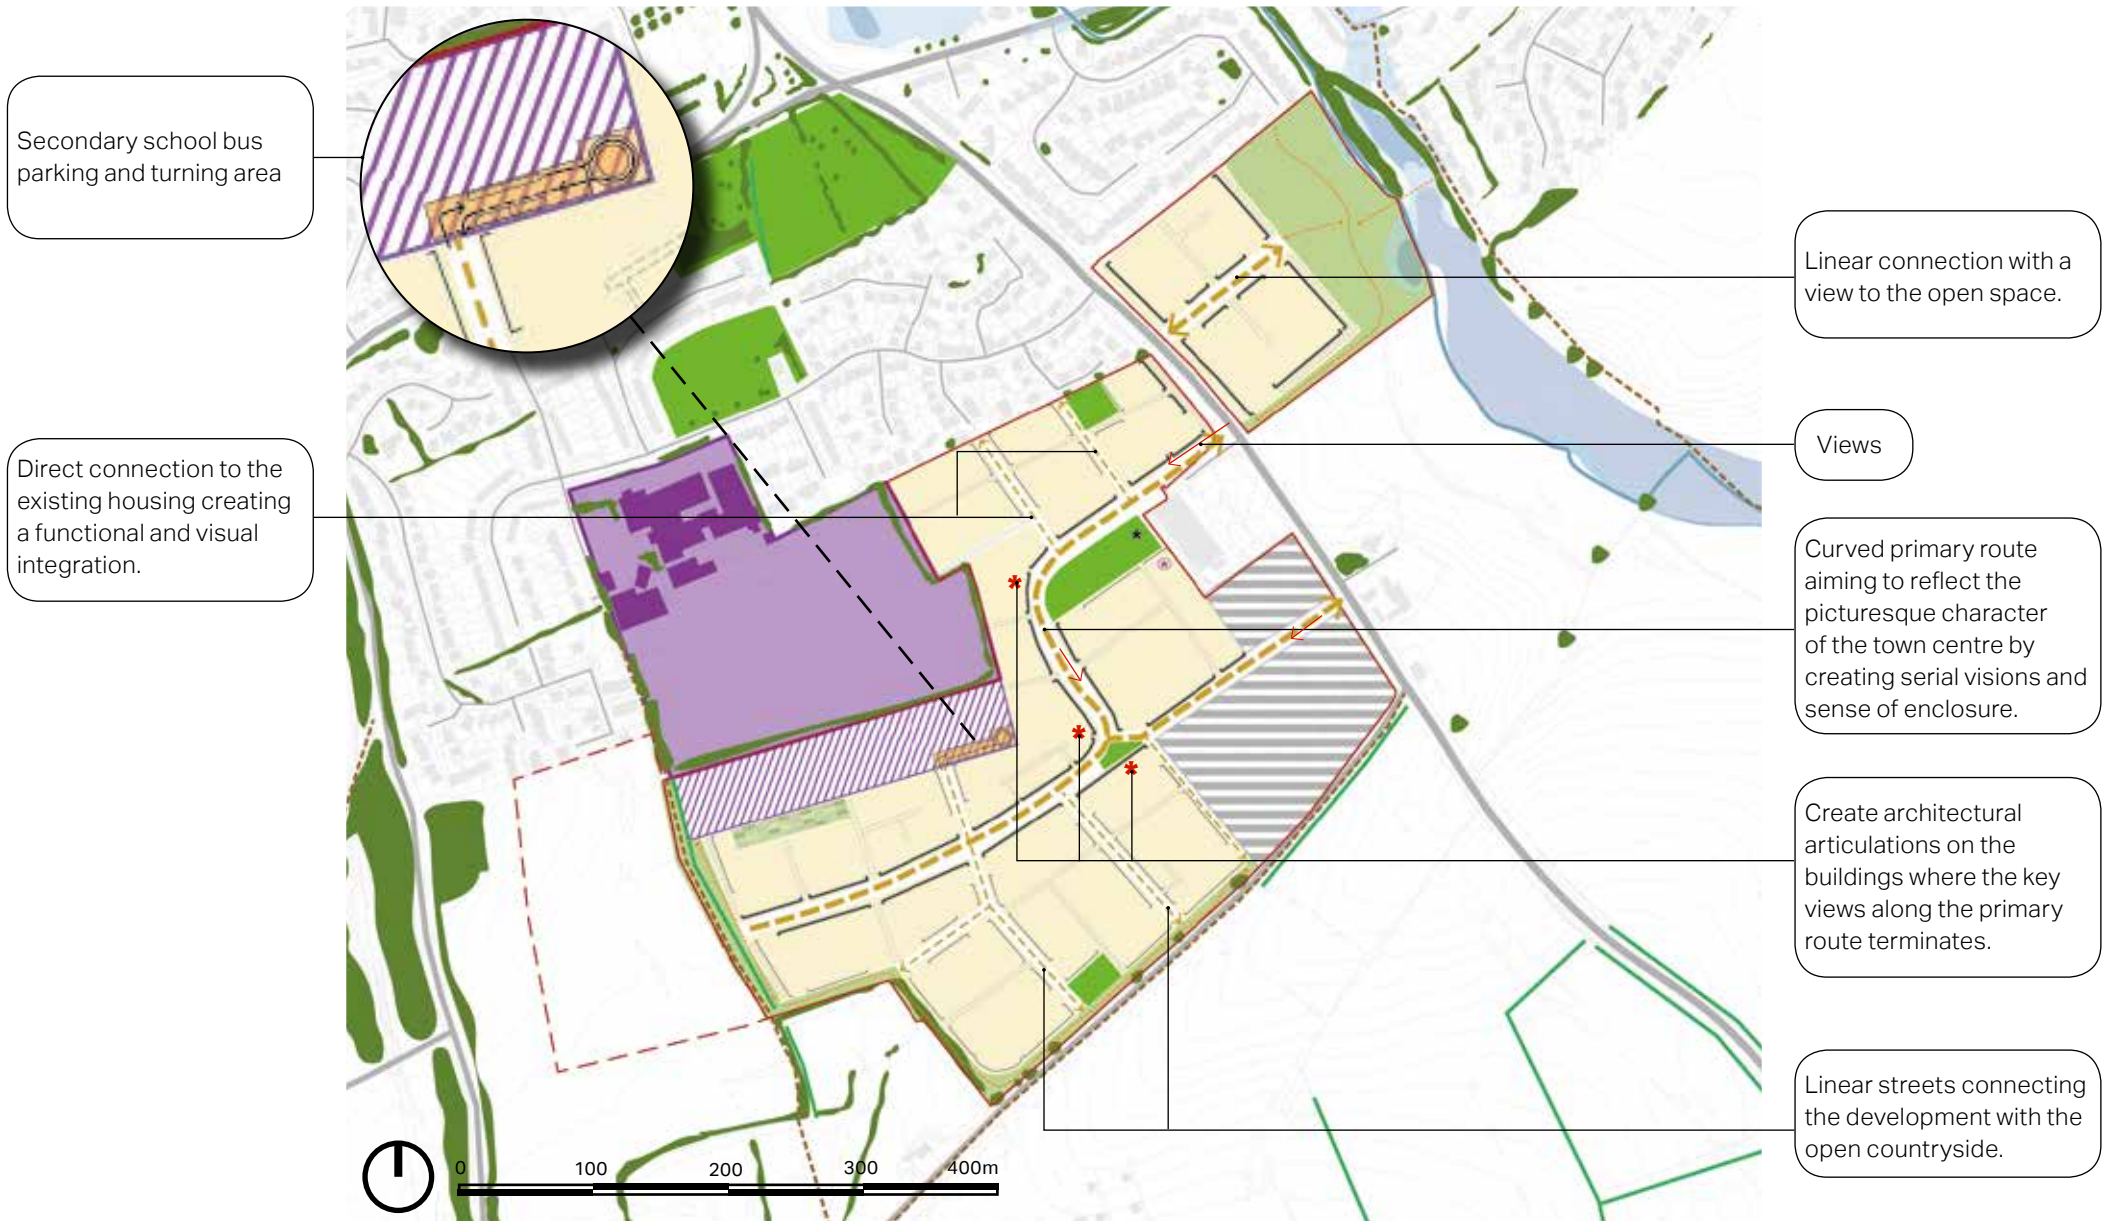 Secondary school bus
parking and turning area
Direct connection to the
existing housing creating
a functional and visual
integration.
Linear connection with a
view to the open space.
Views
Curved primary route
aiming to reflect the
picturesque character
of the town centre by
creating serial visions and
sense of enclosure.
Create architectural
articulations on the
buildings where the key
views along the primary
route terminates.
Linear streets connecting
the development with the
open countryside.
0 100 200 300 400m